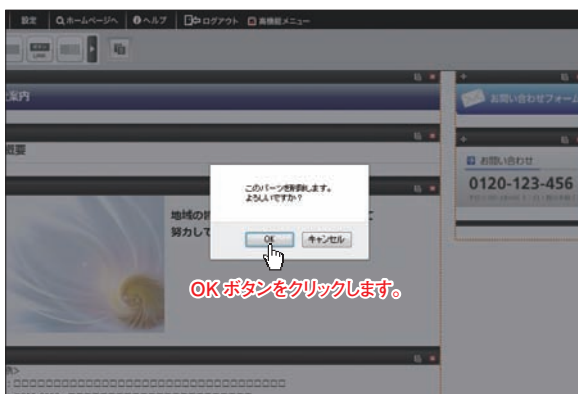 設定 ホームページへ ヘルプ ログアウト 高機能メニュー
LINE
案内
お問い合わせフォーム
概要
お問い合わせ
0120-123-456
このパーツを削除します。
よろしいですか?
地域の
努力して
OK キャンセル
OK ボタンをクリックします。